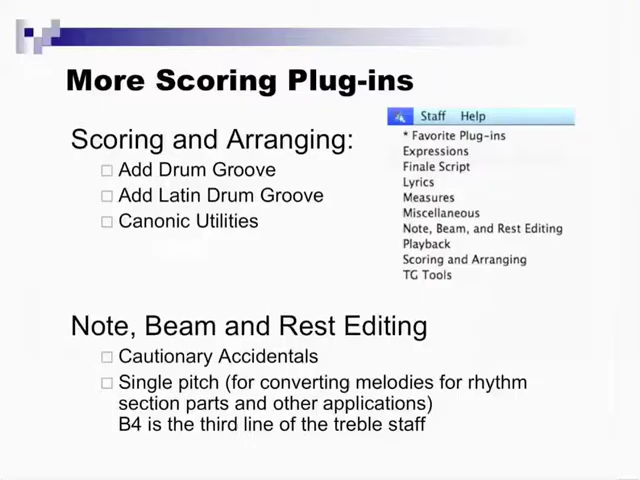 More Scoring Plug-ins
Scoring and Arranging:
Add Drum Groove
Add Latin Drum Groove
Canonic Utilities
Staff Help
* Favorite Plug-ins
Expressions
Finale Script
Lyrics
Measures
Miscellaneous
Note, Beam, and Rest Editing
Playback
Scoring and Arranging
TG Tools
Note, Beam and Rest Editing
Cautionary Accidentals
Single pitch (for converting melodies for rhythm
section parts and other applications)
B4 is the third line of the treble staff